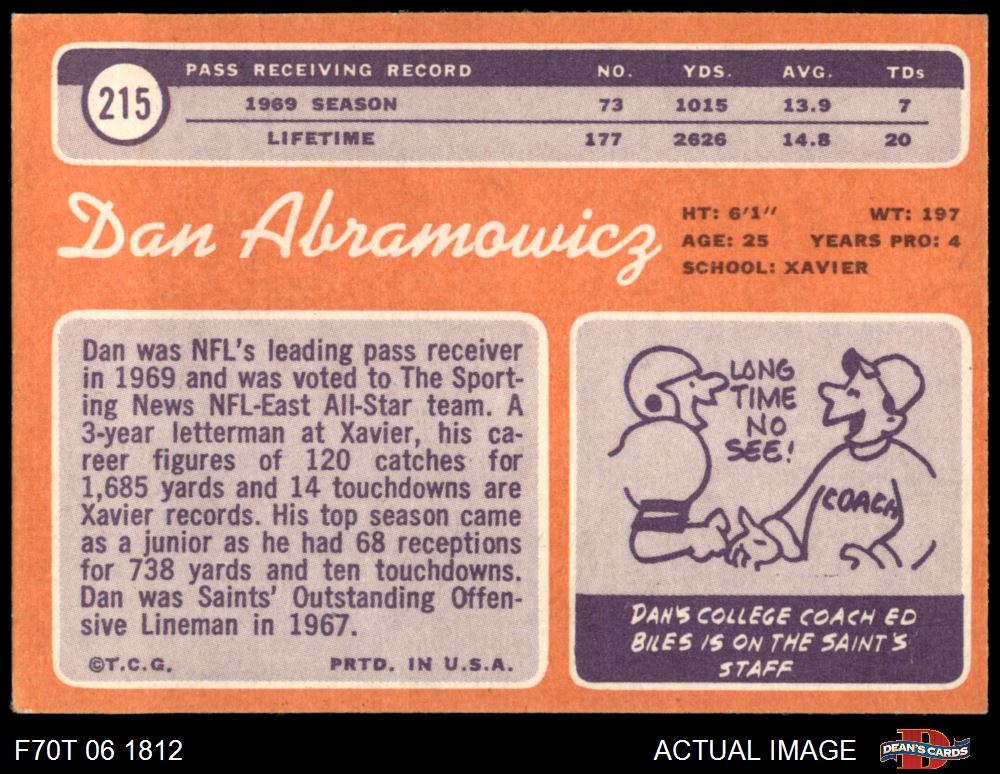 215
PASS RECEIVING RECORD NO. YDS. AVG. TDs
1969 SEASON 73 1015 13.9 7
LIFETIME 177 2626 14.8 20
Dan Abramowicz
HT: 6'1" WT: 197
AGE: 25 YEARS PRO: 4
SCHOOL: XAVIER
Dan was NFL's leading pass receiver
in 1969 and was voted to The Sport-
ing News NFL-East All-Star team. A
3-year letterman at Xavier, his ca-
reer figures of 120 catches for
1,685 yards and 14 touchdowns are
Xavier records. His top season came
as a junior as he had 68 receptions
for 738 yards and ten touchdowns.
Dan was Saints' Outstanding Offen-
sive Lineman in 1967.
©T.C.G. PRTD. IN U.S.A.
LONG
TIME
NO
SEE!
COACH
DAN'S COLLEGE COACH ED
BILES IS ON THE SAINT'S
STAFF
F70T 06 1812 ACTUAL IMAGE DEAN'S CARDS